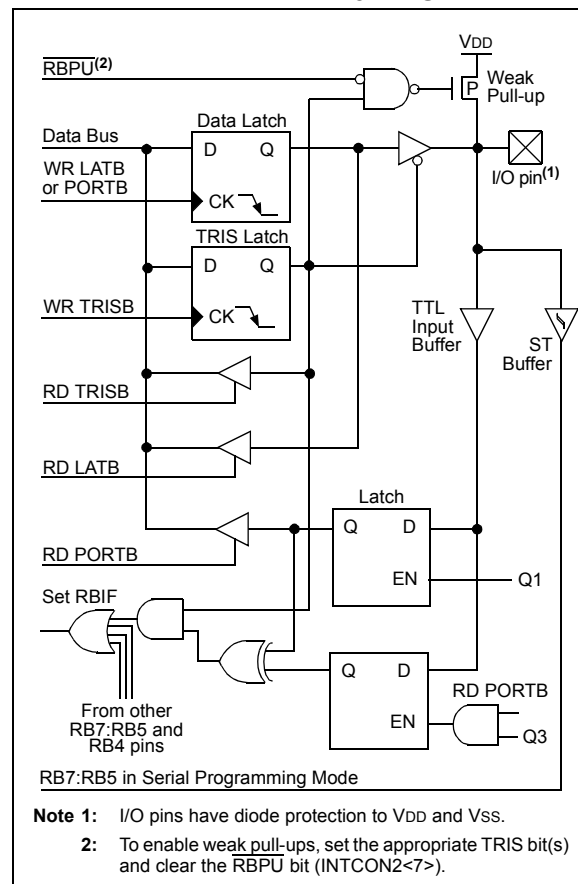 RBPU(2)
VDD
Weak
Pull-up
P
Data Bus
Data Latch
D Q
WR LATB
or PORTB
CK
I/O pin(1)
TRIS Latch
D Q
WR TRISB
CK
TTL
Input
Buffer
ST
Buffer
RD TRISB
RD LATB
Latch
Q D
RD PORTB
EN
Q1
Set RBIF
Q D
RD PORTB
EN
Q3
From other
RB7:RB5 and
RB4 pins
RB7:RB5 in Serial Programming Mode
Note 1: I/O pins have diode protection to VDD and VSS.
2: To enable weak pull-ups, set the appropriate TRIS bit(s)
and clear the RBPU bit (INTCON2<7>).